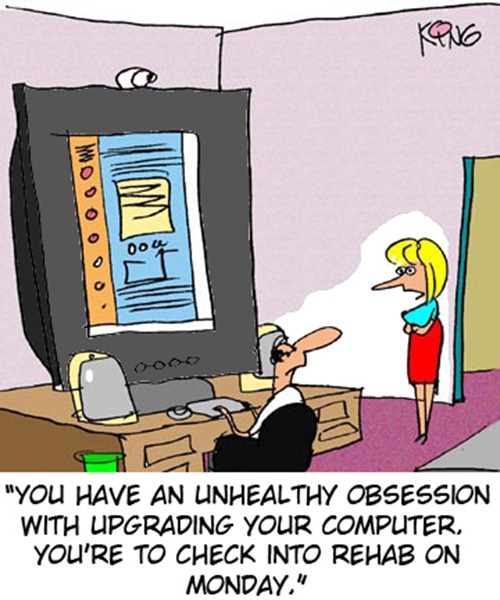 KING
"YOU HAVE AN UNHEALTHY OBSESSION
WITH UPGRADING YOUR COMPUTER.
YOU'RE TO CHECK INTO REHAB ON
MONDAY."